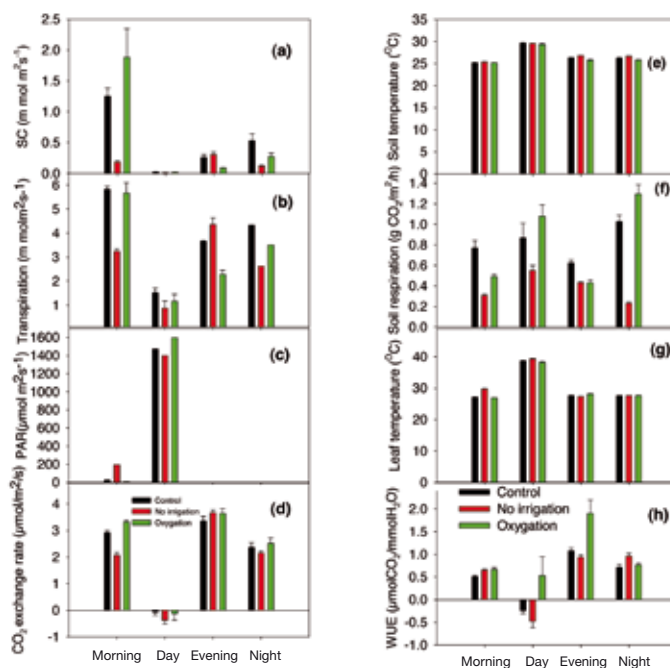 2.5
2.0
1.5
1.0
0.5
0.0
SC (m mol m²s⁻¹)
(a)
6
5
4
3
2
1
Transpiration (m molm²s-1)
(b)
1600
1400
1200
1000
800
600
400
200
0
PAR(µmol m²s-1)
(c)
4
3
2
1
0
-1
CO₂ exchange rate (µmol/m²/s)
Control
No irrigation
Oxygation
(d)
Morning Day Evening Night
35
30
25
20
15
10
5
0
Soil temperature (⁰C)
(e)
1.4
1.2
1.0
0.8
0.6
0.4
0.2
0.0
Soil respiration (g CO₂/m²/h)
(f)
40
30
20
10
0
Leaf temperature (⁰C)
(g)
2.0
1.5
1.0
0.5
0.0
-0.5
-1.0
WUE (µmolCO₂/mmolH₂O)
Control
No irrigation
Oxygation
(h)
Morning Day Evening Night